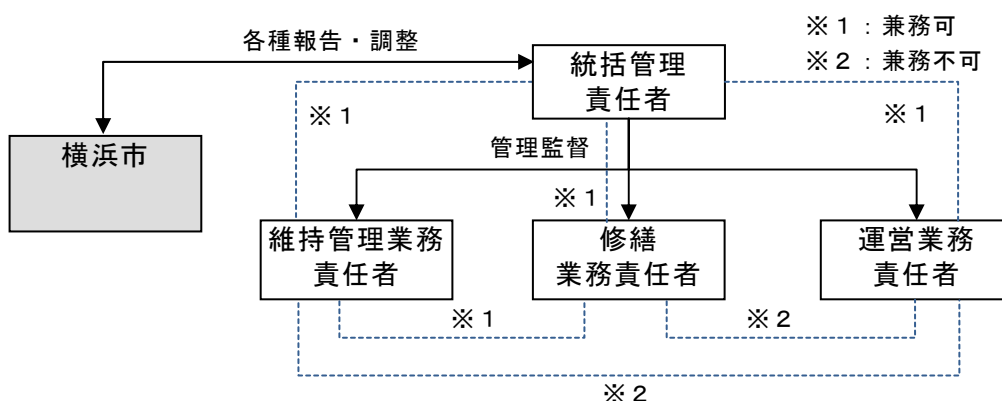 各種報告・調整
※１：兼務可
※２：兼務不可
統括管理
責任者
※１
※１
横浜市
管理監督
※１
維持管理業務
責任者
修繕
業務責任者
運営業務
責任者
※１
※２
※２